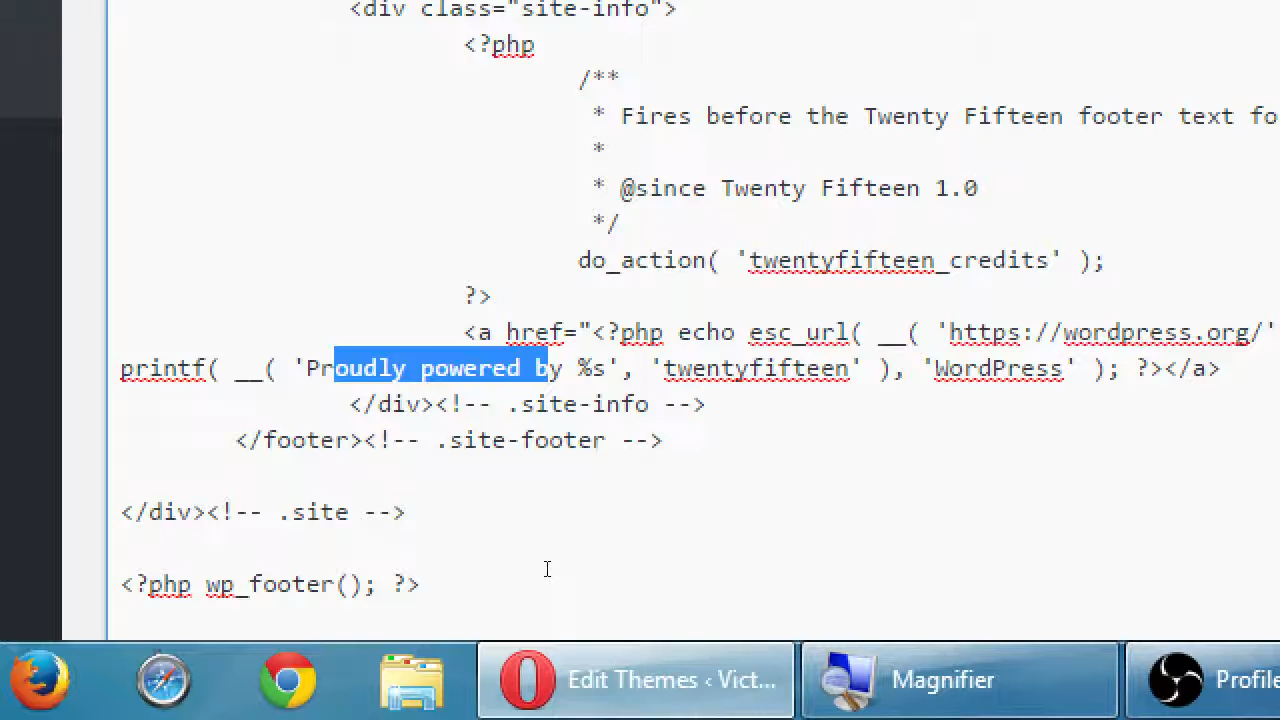 <div class="site-info">
<?php
/**
* Fires before the Twenty Fifteen footer text fo
*
* @since Twenty Fifteen 1.0
*/
do_action( 'twentyfifteen_credits' );
?>
<a href="<?php echo esc_url( __( 'https://wordpress.org/'
printf( __( 'Proudly powered by %s', 'twentyfifteen' ), 'WordPress' ); ?></a>
</div><!-- .site-info -->
</footer><!-- .site-footer -->
</div><!-- .site -->
<?php wp_footer(); ?>
Edit Themes ‹ Vict...
Magnifier
Profile